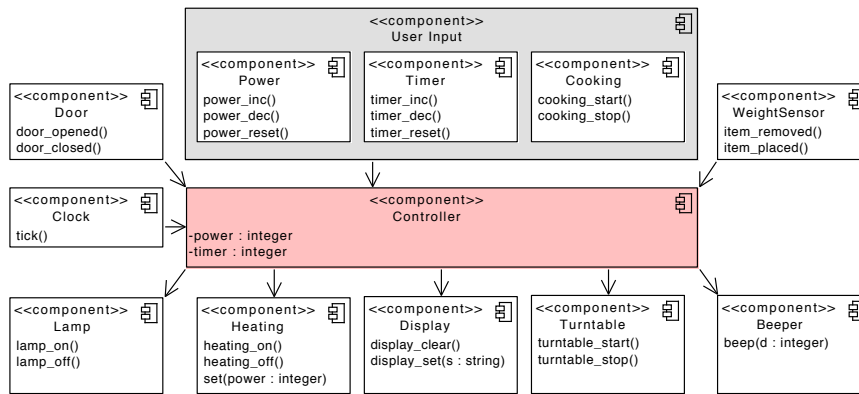 <<component>>
User Input
<<component>>
Power
power_inc()
power_dec()
power_reset()
<<component>>
Timer
timer_inc()
timer_dec()
timer_reset()
<<component>>
Cooking
cooking_start()
cooking_stop()
<<component>>
Door
door_opened()
door_closed()
<<component>>
WeightSensor
item_removed()
item_placed()
<<component>>
Clock
tick()
<<component>>
Controller
-power : integer
-timer : integer
<<component>>
Lamp
lamp_on()
lamp_off()
<<component>>
Heating
heating_on()
heating_off()
set(power : integer)
<<component>>
Display
display_clear()
display_set(s : string)
<<component>>
Turntable
turntable_start()
turntable_stop()
<<component>>
Beeper
beep(d : integer)